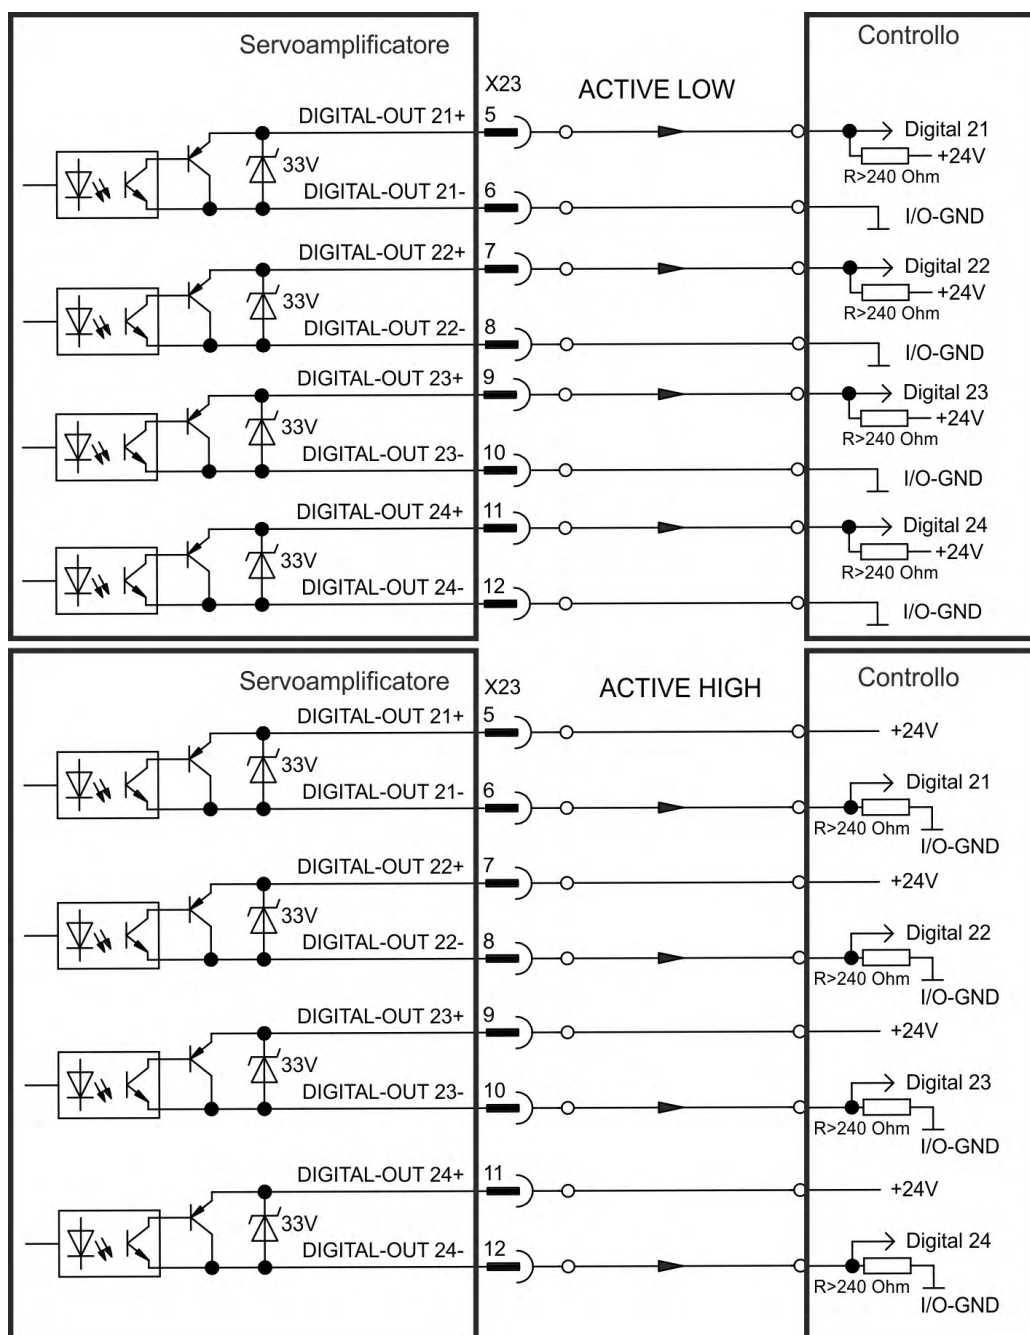 Servoamplificatore
Controllo
X23
ACTIVE LOW
DIGITAL-OUT 21+
5
Digital 21
33V
+24V
R>240 Ohm
DIGITAL-OUT 21-
6
I/O-GND
DIGITAL-OUT 22+
7
Digital 22
33V
+24V
R>240 Ohm
DIGITAL-OUT 22-
8
I/O-GND
DIGITAL-OUT 23+
9
Digital 23
33V
+24V
R>240 Ohm
DIGITAL-OUT 23-
10
I/O-GND
DIGITAL-OUT 24+
11
Digital 24
33V
+24V
R>240 Ohm
DIGITAL-OUT 24-
12
I/O-GND
Servoamplificatore
Controllo
X23
ACTIVE HIGH
DIGITAL-OUT 21+
5
+24V
33V
DIGITAL-OUT 21-
6
Digital 21
R>240 Ohm
I/O-GND
DIGITAL-OUT 22+
7
+24V
33V
DIGITAL-OUT 22-
8
Digital 22
R>240 Ohm
I/O-GND
DIGITAL-OUT 23+
9
+24V
33V
DIGITAL-OUT 23-
10
Digital 23
R>240 Ohm
I/O-GND
DIGITAL-OUT 24+
11
+24V
33V
DIGITAL-OUT 24-
12
Digital 24
R>240 Ohm
I/O-GND